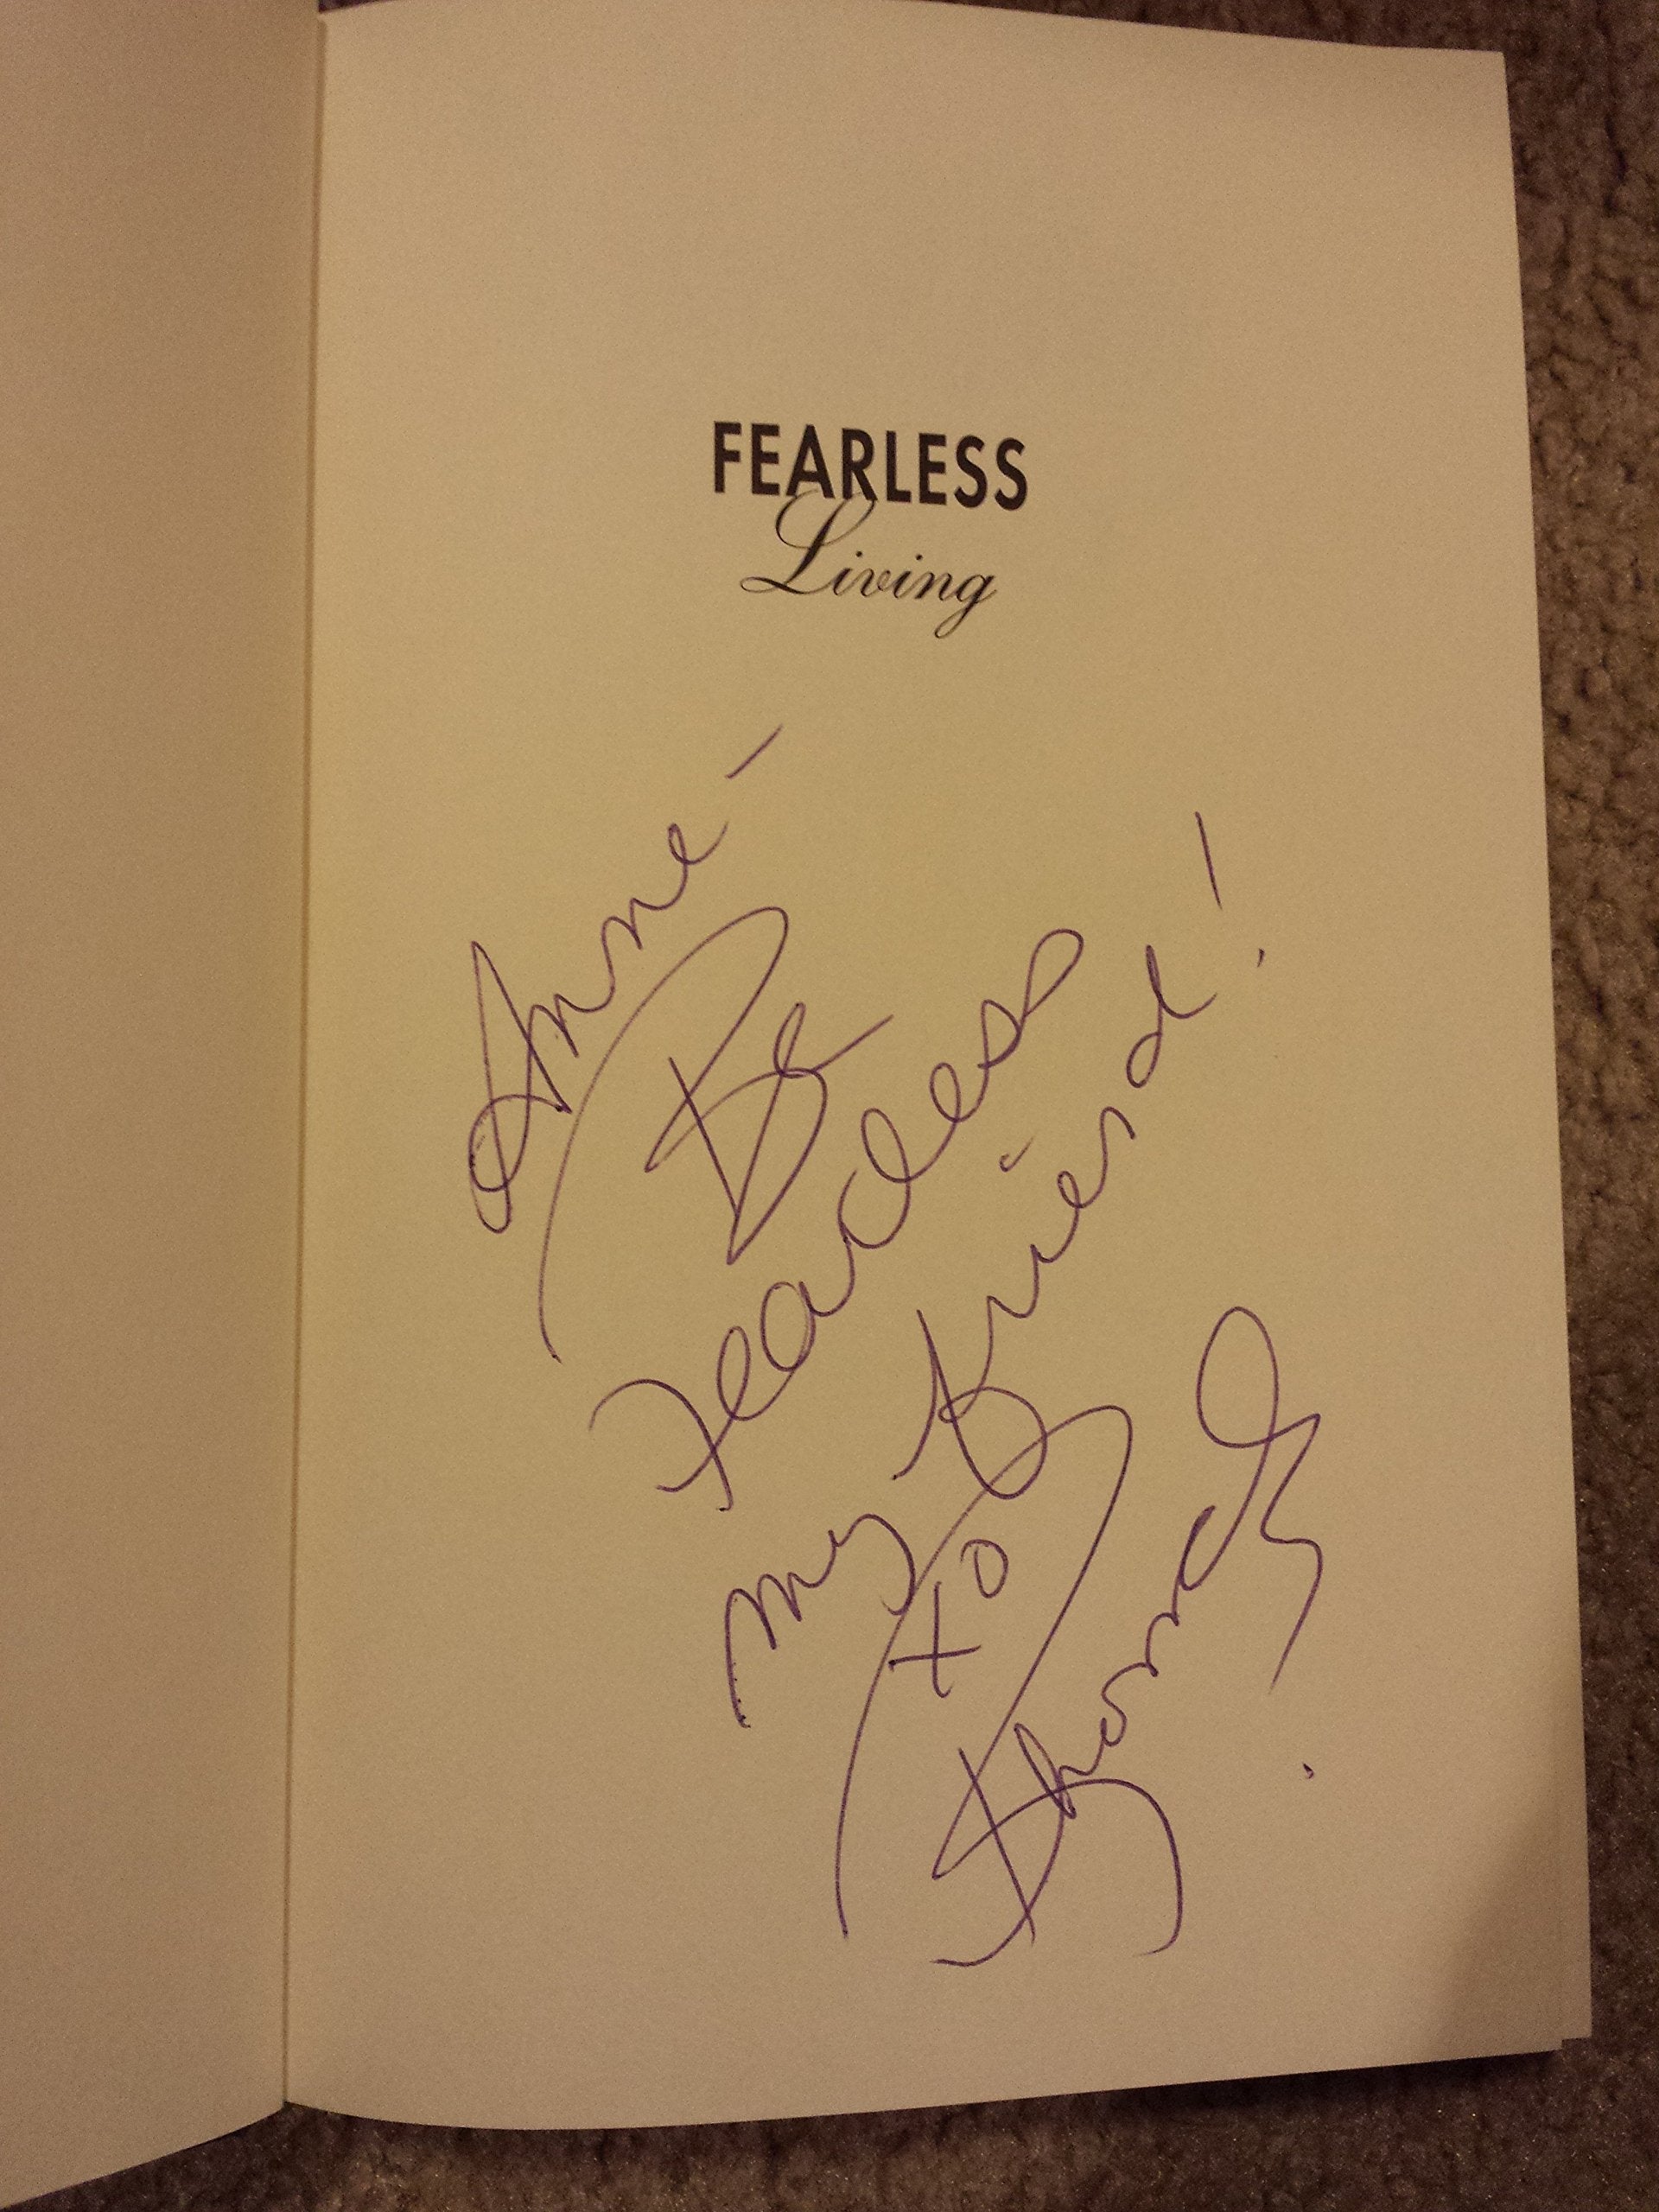 FEARLESS
Living
Anne -
Be
Fearless
my friend!
XO
Rhonda